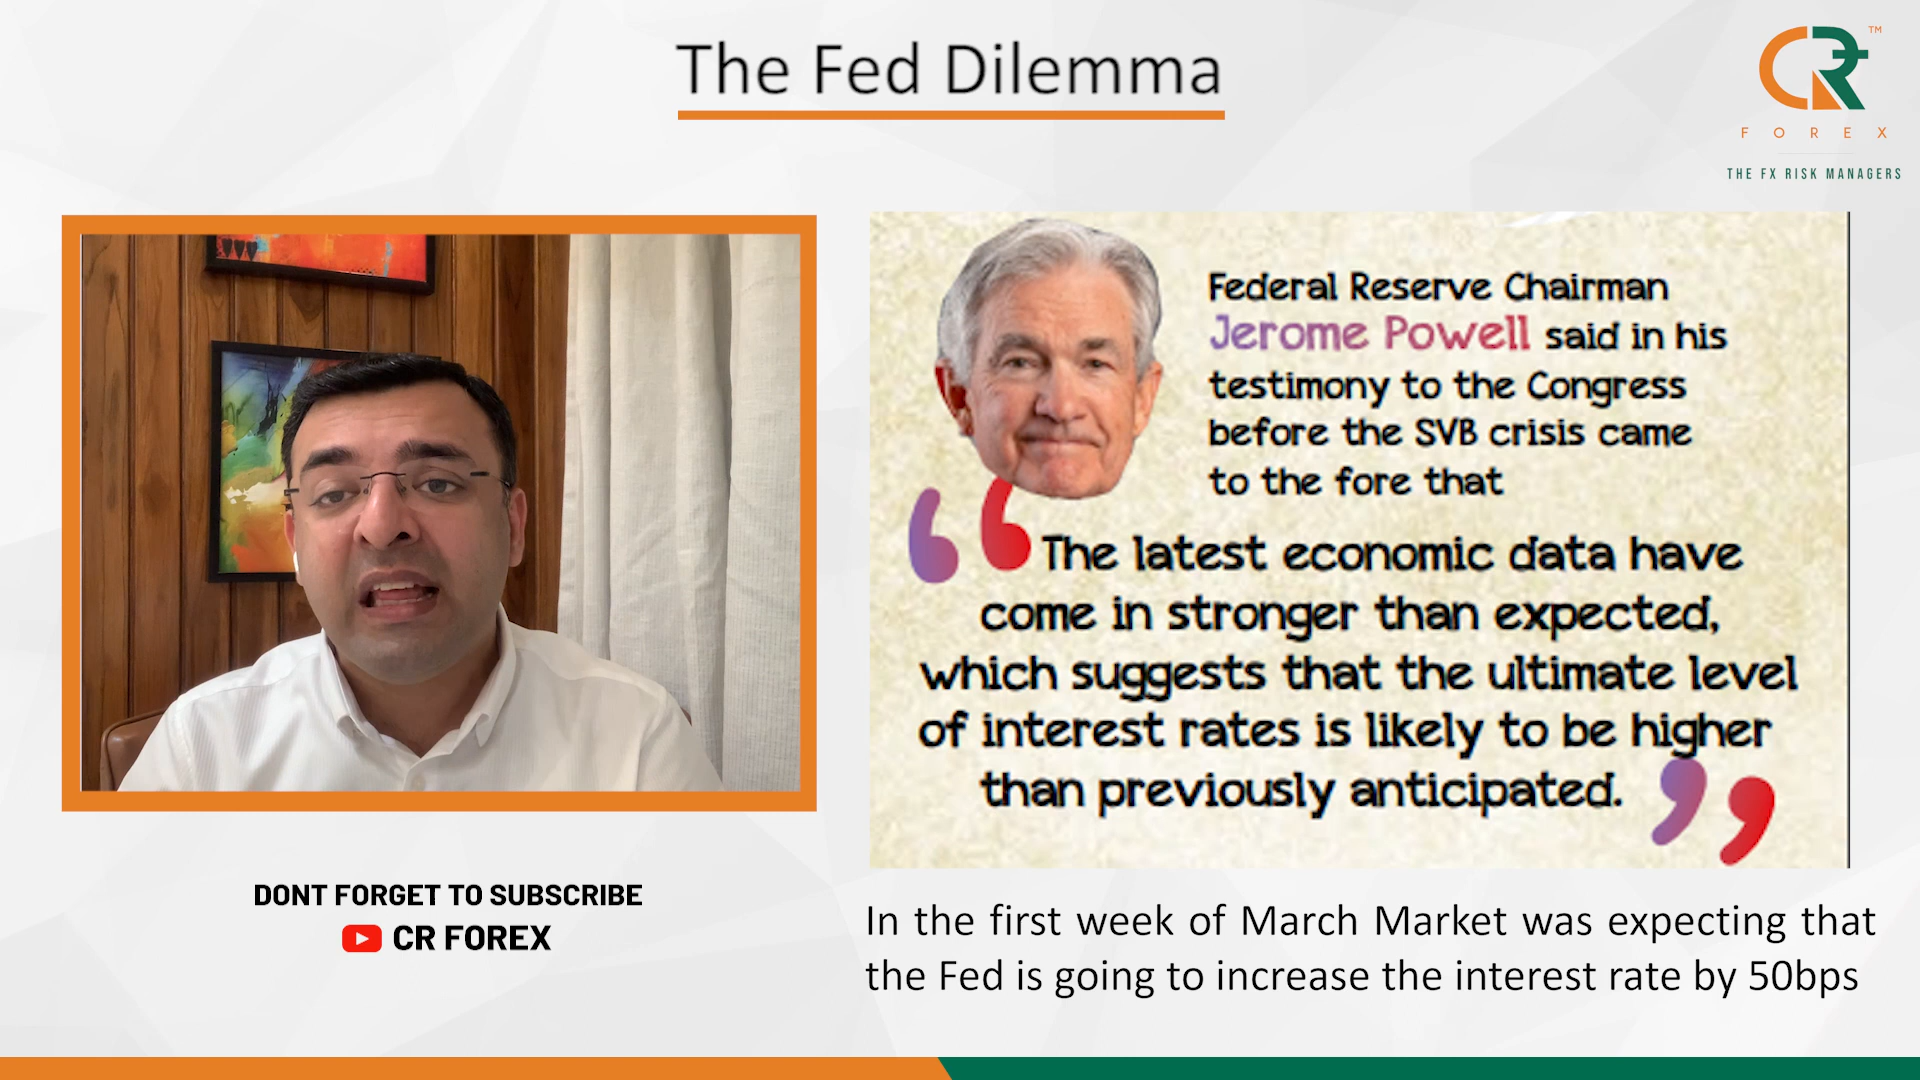 The Fed Dilemma
CR
TM
FOREX
THE FX RISK MANAGERS
Federal Reserve Chairman
Jerome Powell said in his
testimony to the Congress
before the SVB crisis came
to the fore that
“The latest economic data have
come in stronger than expected,
which suggests that the ultimate level
of interest rates is likely to be higher
than previously anticipated.”
DONT FORGET TO SUBSCRIBE
CR FOREX
In the first week of March Market was expecting that
the Fed is going to increase the interest rate by 50bps